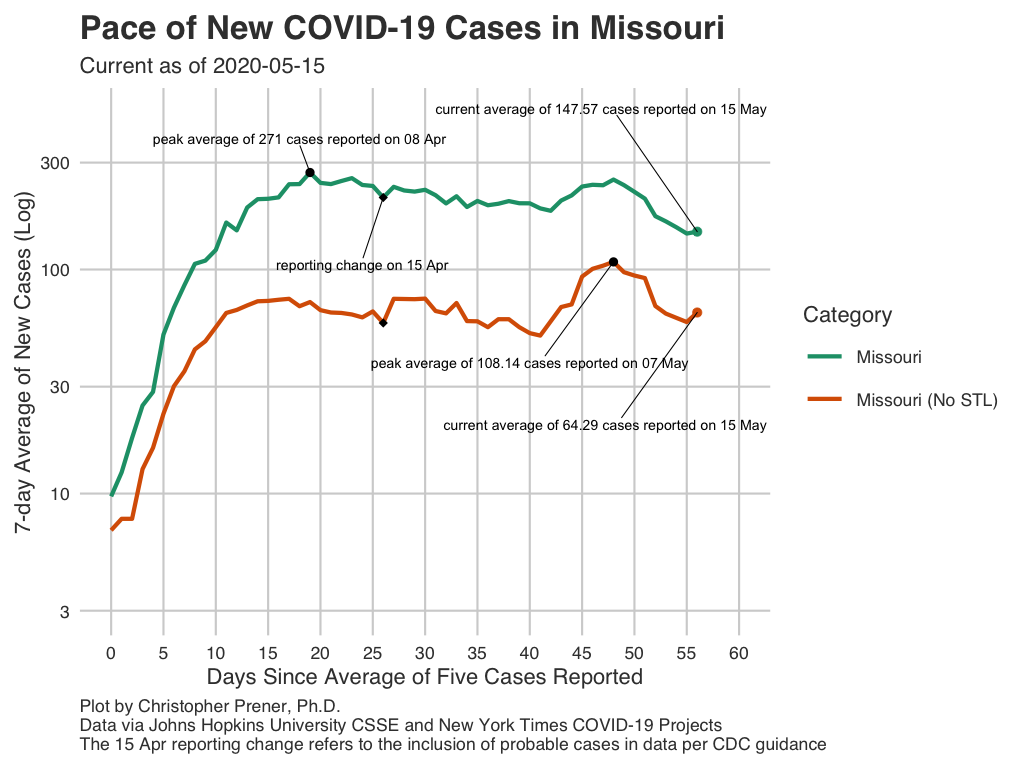 Pace of New COVID-19 Cases in Missouri
Current as of 2020-05-15
current average of 147.57 cases reported on 15 May
peak average of 271 cases reported on 08 Apr
reporting change on 15 Apr
peak average of 108.14 cases reported on 07 May
current average of 64.29 cases reported on 15 May
7-day Average of New Cases (Log)
300
100
30
10
3
0 5 10 15 20 25 30 35 40 45 50 55 60
Days Since Average of Five Cases Reported
Category
Missouri
Missouri (No STL)
Plot by Christopher Prener, Ph.D.
Data via Johns Hopkins University CSSE and New York Times COVID-19 Projects
The 15 Apr reporting change refers to the inclusion of probable cases in data per CDC guidance